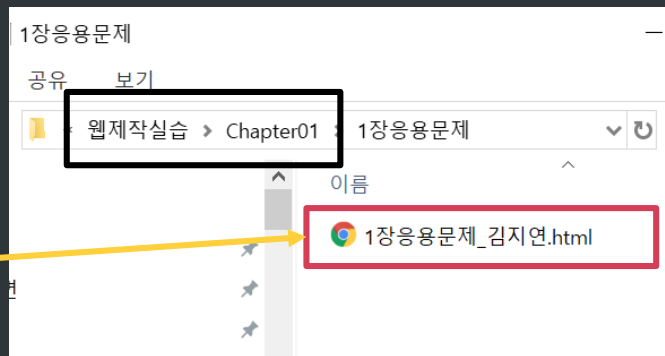 1장응용문제
공유 보기
웹제작실습 > Chapter01 > 1장응용문제
이름
1장응용문제_김지연.html